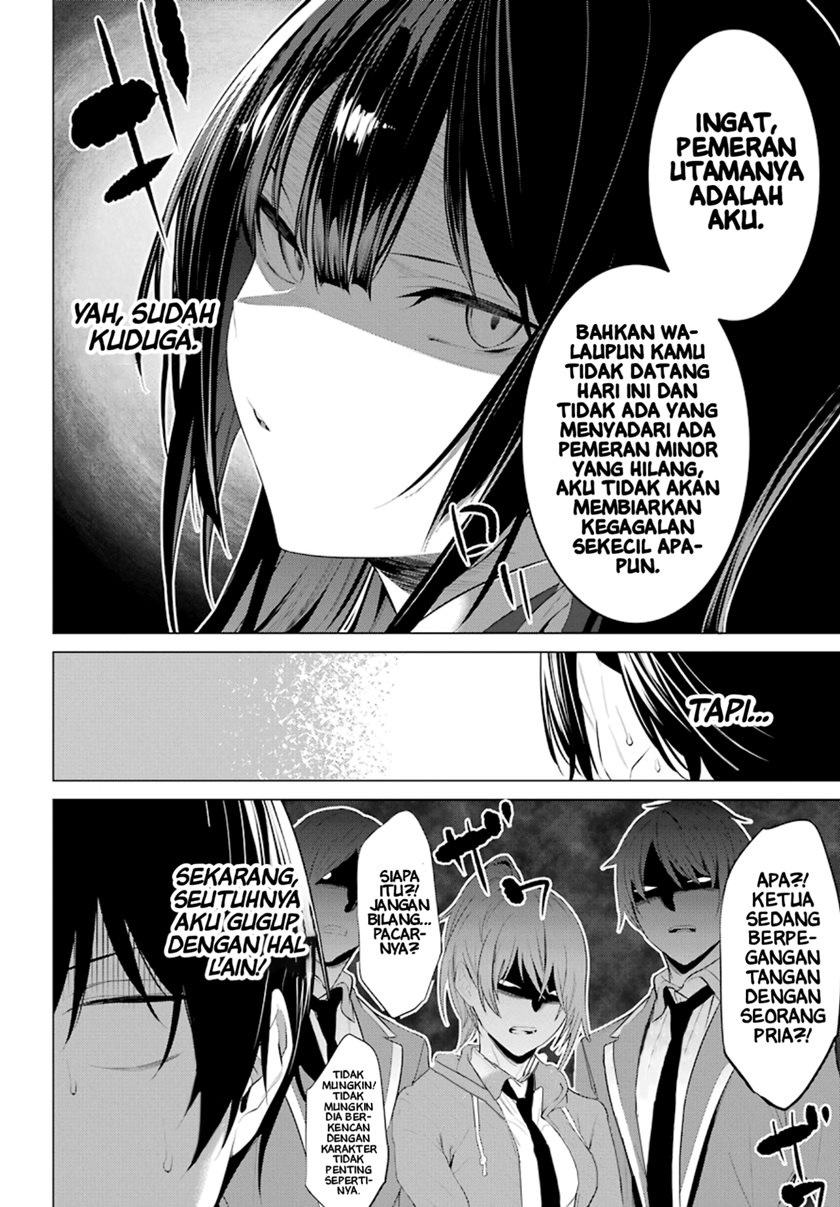 INGAT,
PEMERAN
UTAMANYA
ADALAH
AKU.
BAHKAN WA-
LAUPUN KAMU
TIDAK DATANG
HARI INI DAN
TIDAK ADA YANG
MENYADARI ADA
PEMERAN MINOR
YANG HILANG,
AKU TIDAK AKAN
MEMBIARKAN
KEGAGALAN
SEKECIL APA-
PUN.
YAH, SUDAH
KUDUGA.
TAPI...
APA?!
KETUA
SEDANG
BERPE-
GANGAN
TANGAN
DENGAN
SEORANG
PRIA?!
SIAPA
ITU?!
JANGAN
BILANG...
PACAR-
NYA?
TIDAK
MUNGKIN!
TIDAK
MUNGKIN
DIA BER-
KENCAN
DENGAN
KARAKTER
TIDAK
PENTING
SEPERTI-
NYA.
SEKARANG,
SEUTUHNYA
AKU GUGUP
DENGAN HAL
LAIN!